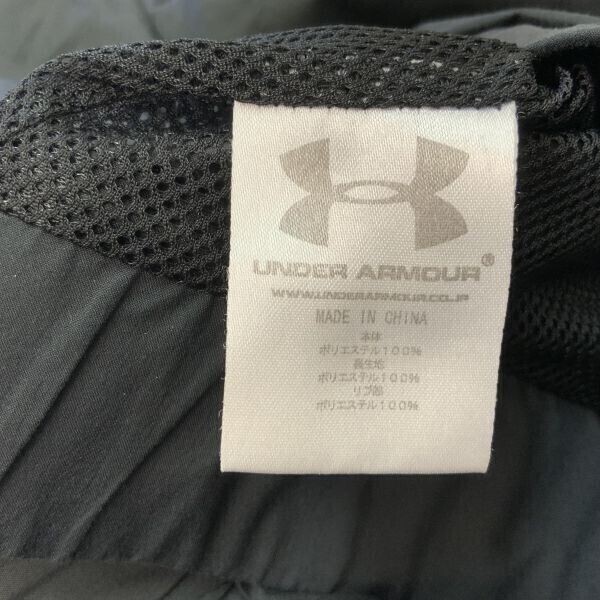 UNDER ARMOUR®
WWW.UNDERARMOUR.CO.JP
MADE IN CHINA
本体
ポリエステル100%
裏生地
ポリエステル100%
リブ部
ポリエステル100%